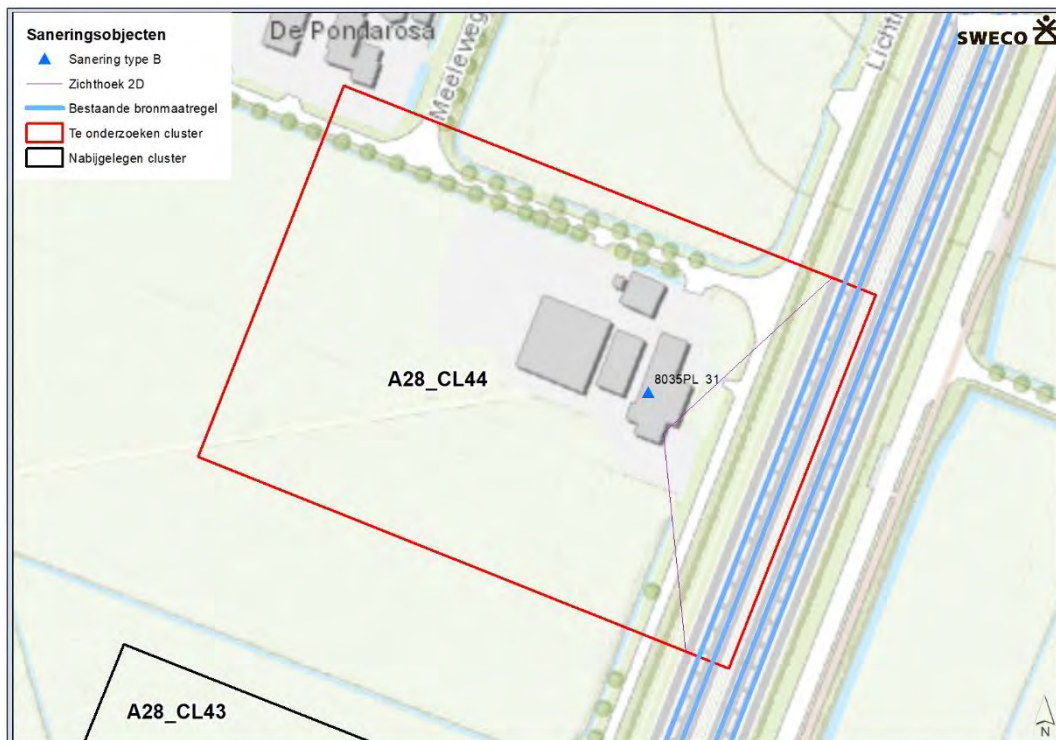 Saneringsobjecten
Sanering type B
Zichthoek 2D
Bestaande bronmaatregel
Te onderzoeken cluster
Nabijgelegen cluster
De Pondarosa
Meeleweg
SWECO
A28_CL44
8035PL 31
A28_CL43
N